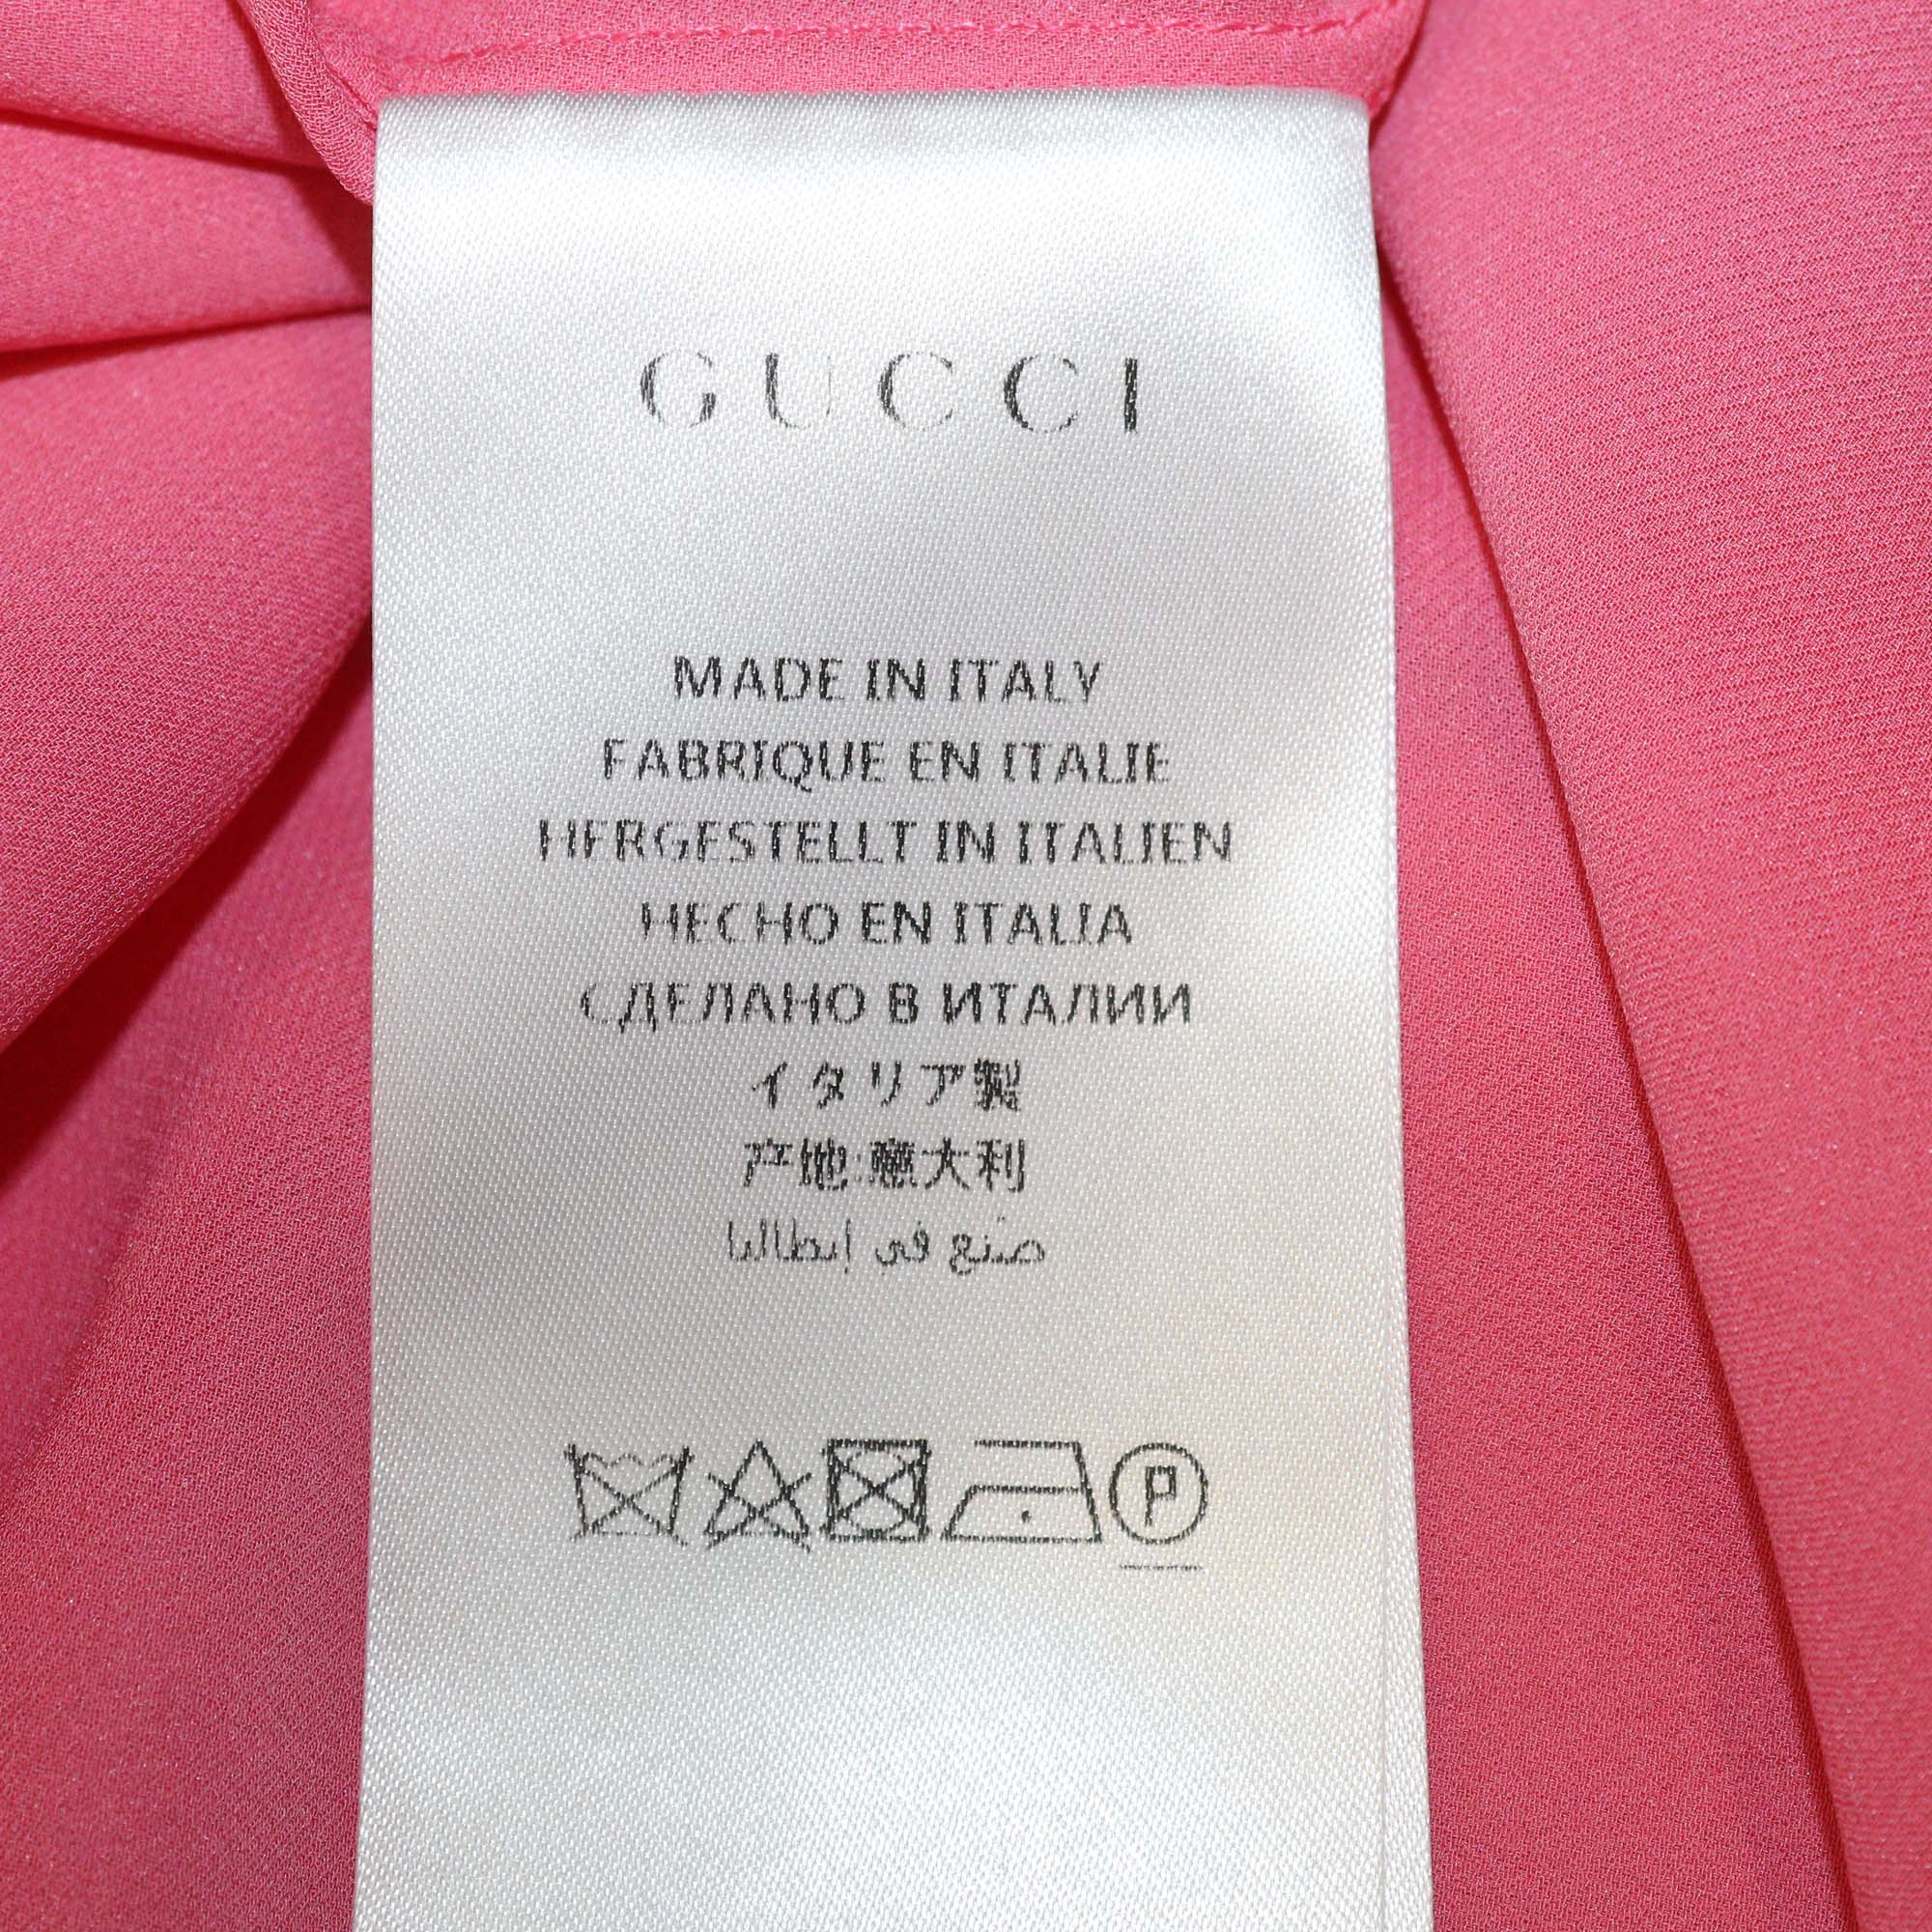 GUCCI
MADE IN ITALY
FABRIQUE EN ITALIE
HERGESTELLT IN ITALIEN
HECHO EN ITALIA
СДЕЛАНО В ИТАЛИИ
イタリア製
产地:意大利
صنع في إيطاليا
P